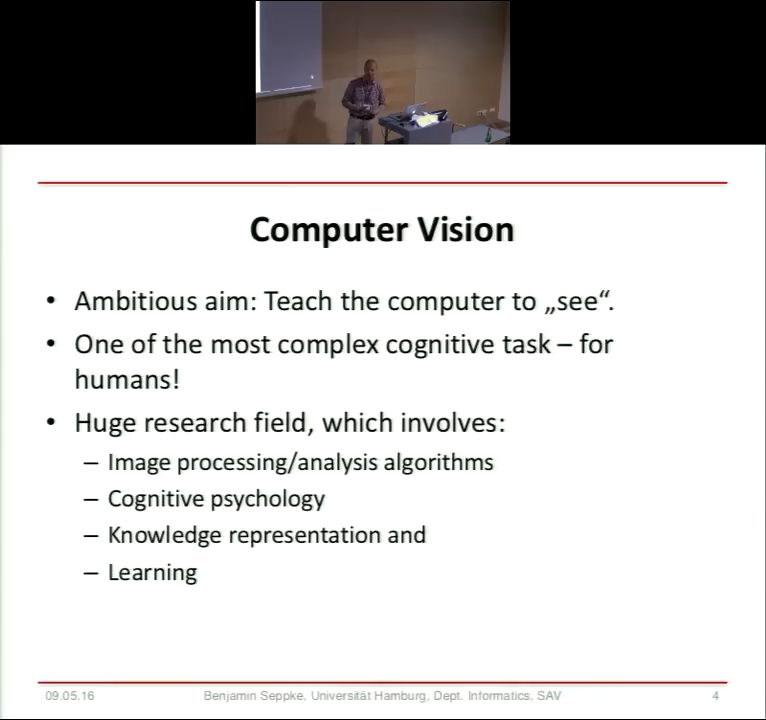 Computer Vision
• Ambitious aim: Teach the computer to „see“.
• One of the most complex cognitive task – for
humans!
• Huge research field, which involves:
– Image processing/analysis algorithms
– Cognitive psychology
– Knowledge representation and
– Learning
09.05.16 Benjamin Seppke, Universität Hamburg, Dept. Informatics, SAV 4